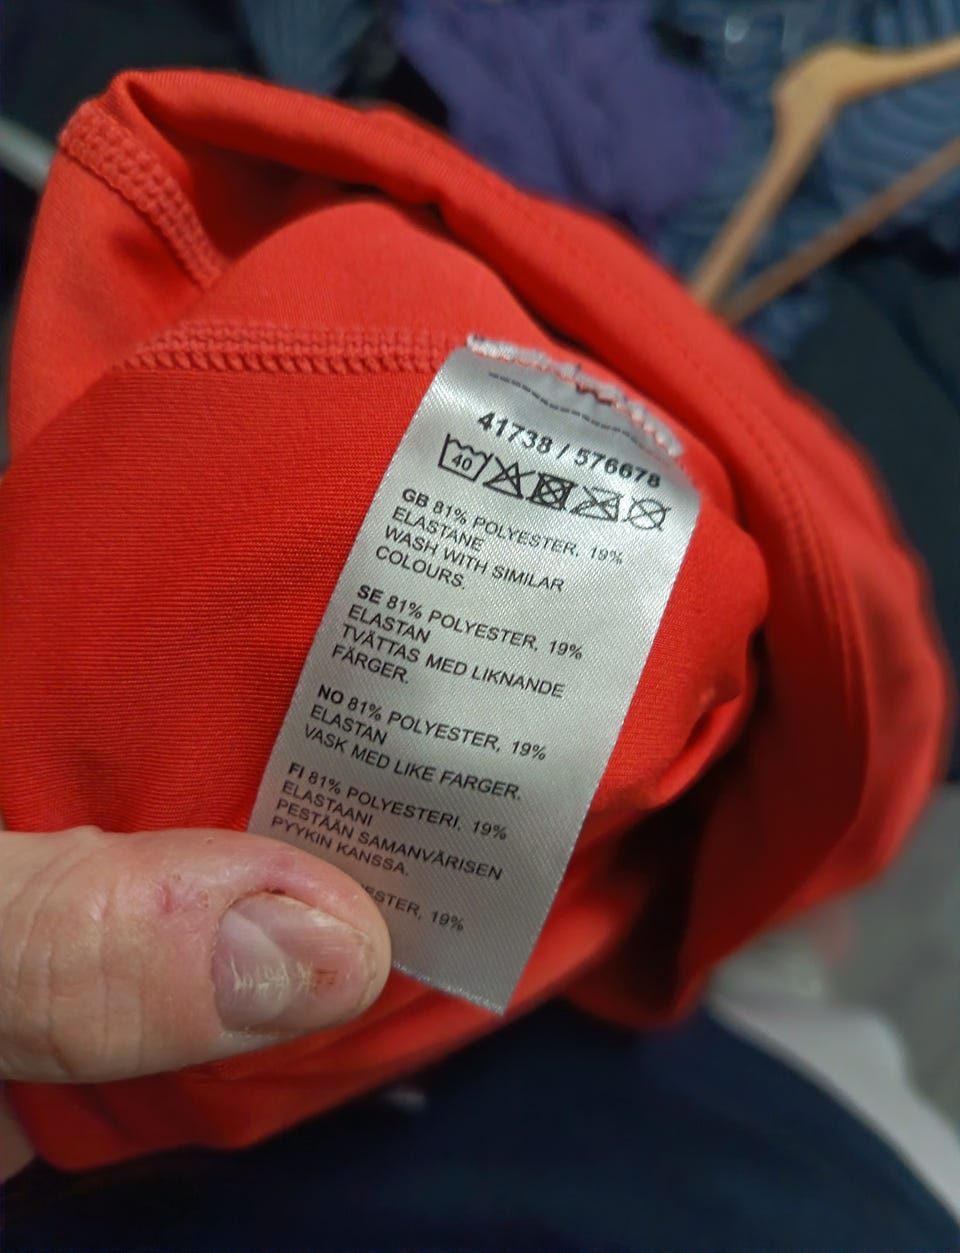 41738 / 576678
40
GB 81% POLYESTER, 19%
ELASTANE
WASH WITH SIMILAR
COLOURS.
SE 81% POLYESTER, 19%
ELASTAN
TVÄTTAS MED LIKNANDE
FÄRGER.
NO 81% POLYESTER, 19%
ELASTAN
VASK MED LIKE FARGER.
FI 81% POLYESTERI, 19%
ELASTAANI
PESTÄÄN SAMANVÄRISEN
PYYKIN KANSSA.
ESTER, 19%